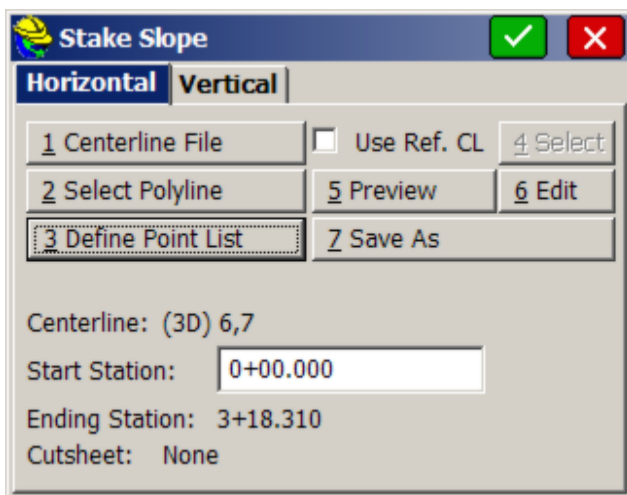 Stake Slope
Horizontal Vertical
1 Centerline File Use Ref. CL 4 Select
2 Select Polyline 5 Preview 6 Edit
3 Define Point List 7 Save As
Centerline: (3D) 6,7
Start Station: 0+00.000
Ending Station: 3+18.310
Cutsheet: None